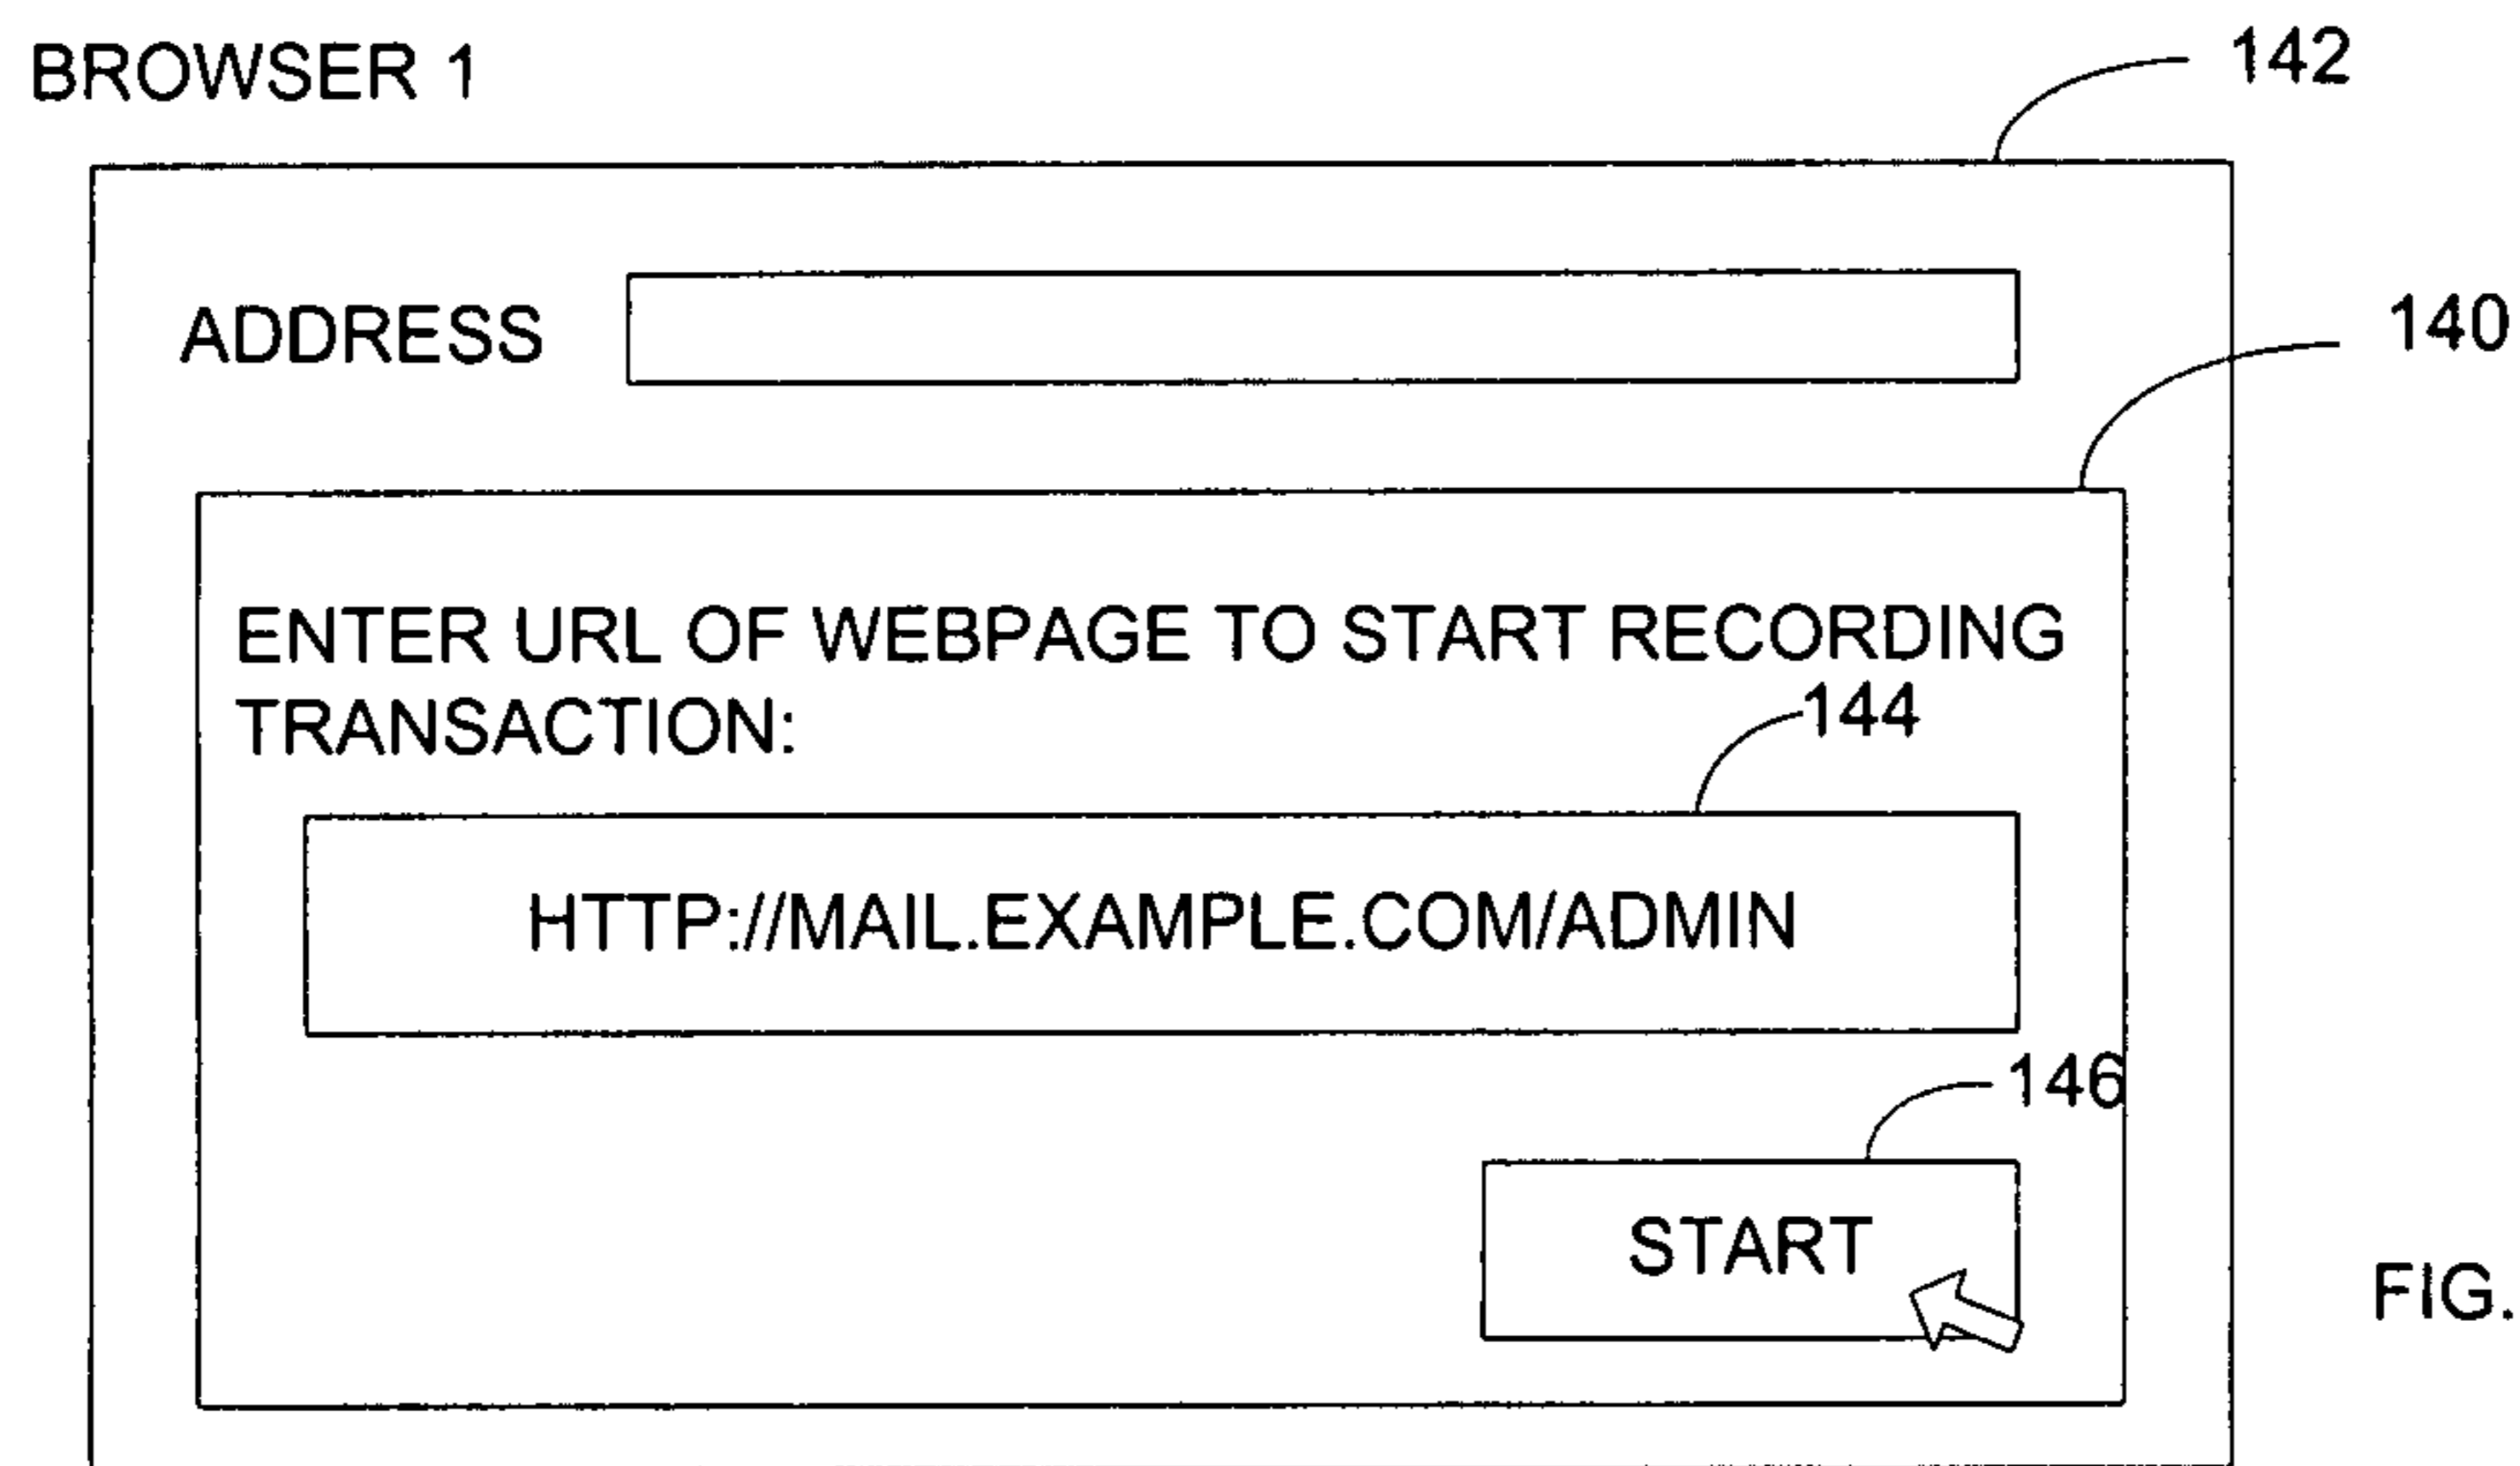 BROWSER 1
142
ADDRESS
140
ENTER URL OF WEBPAGE TO START RECORDING
TRANSACTION:
144
HTTP://MAIL.EXAMPLE.COM/ADMIN
146
START
FIG.